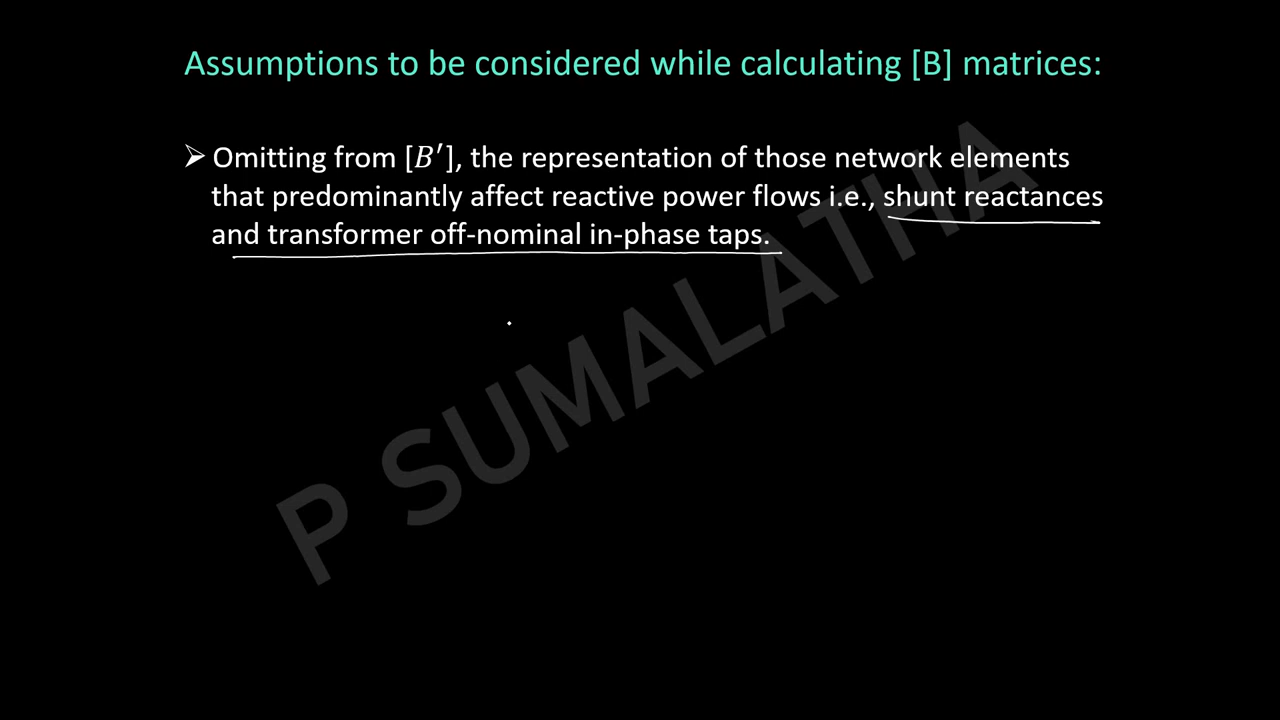 Assumptions to be considered while calculating [B] matrices:
➢ Omitting from [B′], the representation of those network elements
that predominantly affect reactive power flows i.e., shunt reactances
and transformer off-nominal in-phase taps.
P SUMALATHA